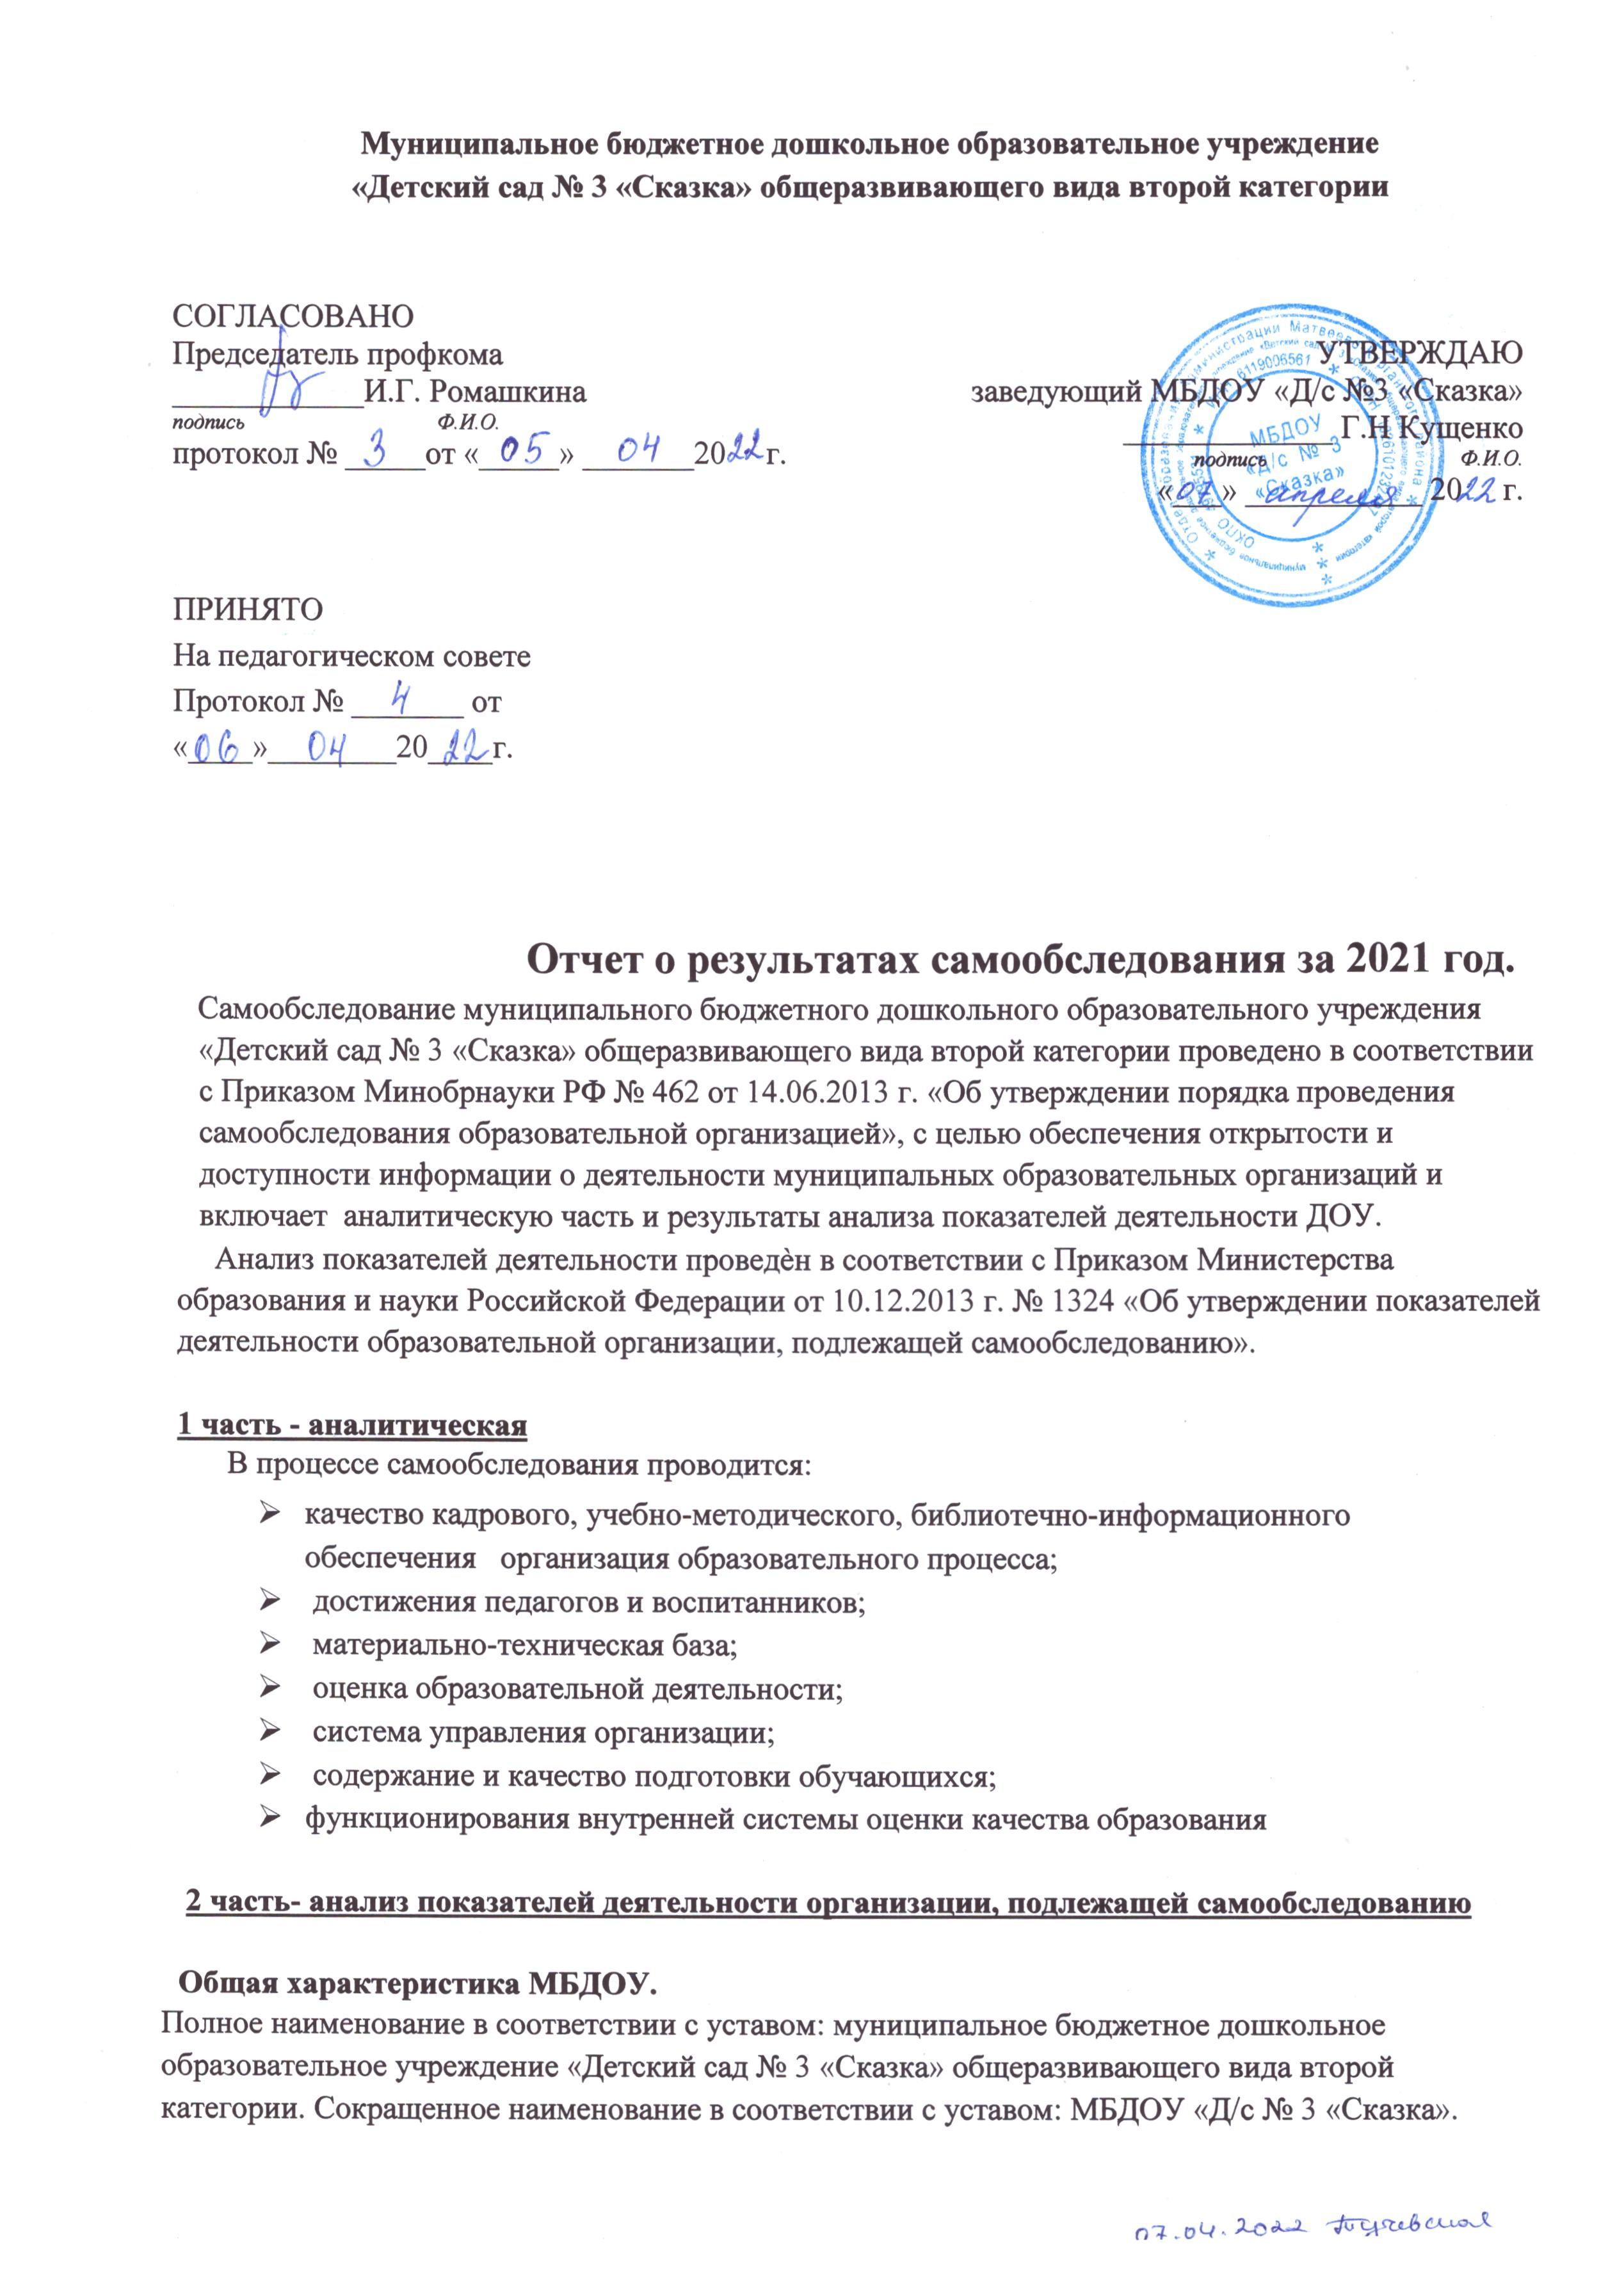 Муниципальное бюджетное дошкольное образовательное учреждение
«Детский сад № 3 «Сказка» общеразвивающего вида второй категории
СОГЛАСОВАНО
Председатель профкома
____________И.Г. Ромашкина
подпись Ф.И.О.
протокол № 3 от «05» 04 2022 г.
УТВЕРЖДАЮ
заведующий МБДОУ «Д/с №3 «Сказка»
_____________Г.Н Кущенко
подпись Ф.И.О.
«07» апреля 2022 г.
МБДОУ
«Д/с № 3
«Сказка»
ПРИНЯТО
На педагогическом совете
Протокол № 4 от
«06» 04 2022 г.
Отчет о результатах самообследования за 2021 год.
Самообследование муниципального бюджетного дошкольного образовательного учреждения
«Детский сад № 3 «Сказка» общеразвивающего вида второй категории проведено в соответствии
с Приказом Минобрнауки РФ № 462 от 14.06.2013 г. «Об утверждении порядка проведения
самообследования образовательной организацией», с целью обеспечения открытости и
доступности информации о деятельности муниципальных образовательных организаций и
включает аналитическую часть и результаты анализа показателей деятельности ДОУ.
Анализ показателей деятельности проведѐн в соответствии с Приказом Министерства
образования и науки Российской Федерации от 10.12.2013 г. № 1324 «Об утверждении показателей
деятельности образовательной организации, подлежащей самообследованию».
1 часть - аналитическая
В процессе самообследования проводится:
➢ качество кадрового, учебно-методического, библиотечно-информационного
обеспечения организация образовательного процесса;
➢ достижения педагогов и воспитанников;
➢ материально-техническая база;
➢ оценка образовательной деятельности;
➢ система управления организации;
➢ содержание и качество подготовки обучающихся;
➢ функционирования внутренней системы оценки качества образования
2 часть- анализ показателей деятельности организации, подлежащей самообследованию
Общая характеристика МБДОУ.
Полное наименование в соответствии с уставом: муниципальное бюджетное дошкольное
образовательное учреждение «Детский сад № 3 «Сказка» общеразвивающего вида второй
категории. Сокращенное наименование в соответствии с уставом: МБДОУ «Д/с № 3 «Сказка».
07.04.2022